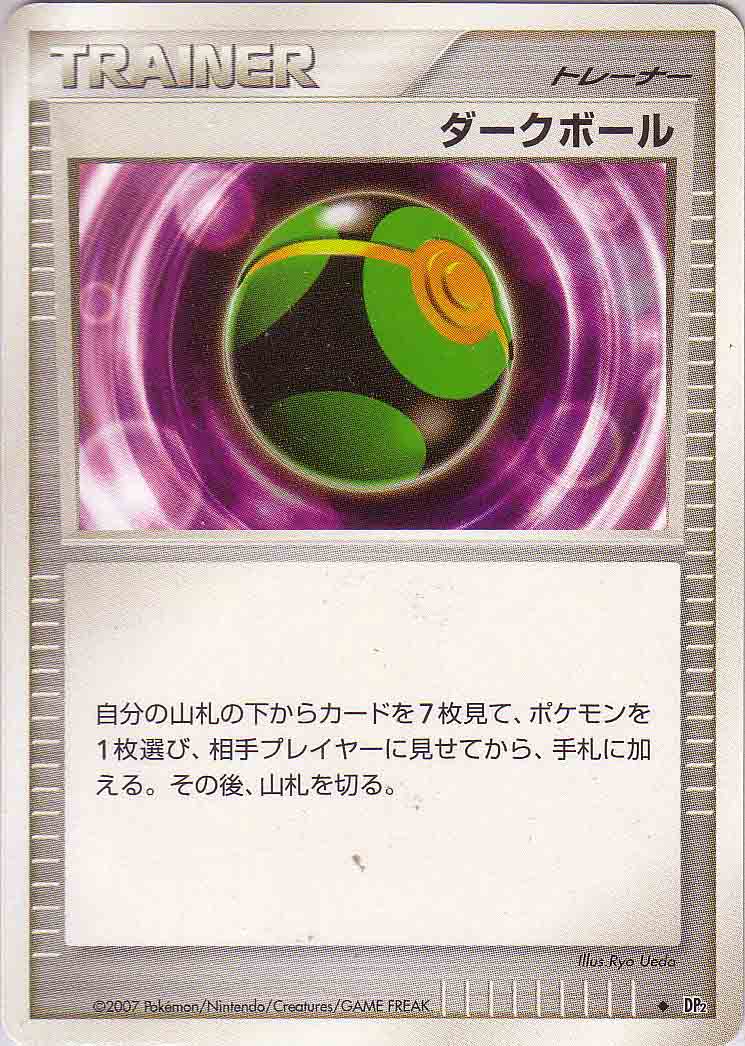 TRAINER
トレーナー
ダークボール
自分の山札の下からカードを7枚見て、ポケモンを
1枚選び、相手プレイヤーに見せてから、手札に加
える。その後、山札を切る。
Illus.Ryo Ueda
©2007 Pokémon/Nintendo/Creatures/GAME FREAK
DP2